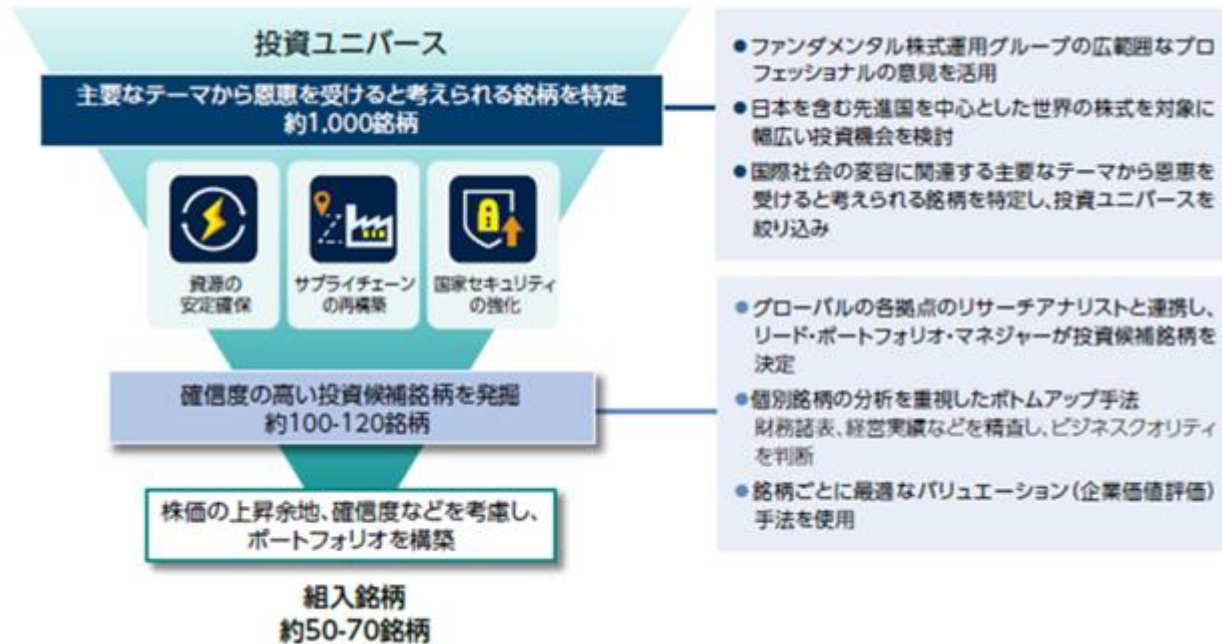 投資ユニバース
主要なテーマから恩恵を受けると考えられる銘柄を特定
約1,000銘柄
資源の
安定確保
サプライチェーン
の再構築
国家セキュリティ
の強化
確信度の高い投資候補銘柄を発掘
約100-120銘柄
株価の上昇余地、確信度などを考慮し、
ポートフォリオを構築
組入銘柄
約50-70銘柄
●ファンダメンタル株式運用グループの広範囲なプロ
フェッショナルの意見を活用
●日本を含む先進国を中心とした世界の株式を対象に
幅広い投資機会を検討
●国際社会の変容に関連する主要なテーマから恩恵を
受けると考えられる銘柄を特定し、投資ユニバースを
絞り込み
●グローバルの各拠点のリサーチアナリストと連携し、
リード・ポートフォリオ・マネジャーが投資候補銘柄を
決定
●個別銘柄の分析を重視したボトムアップ手法
財務諸表、経営実績などを精査し、ビジネスクオリティ
を判断
●銘柄ごとに最適なバリュエーション（企業価値評価）
手法を使用